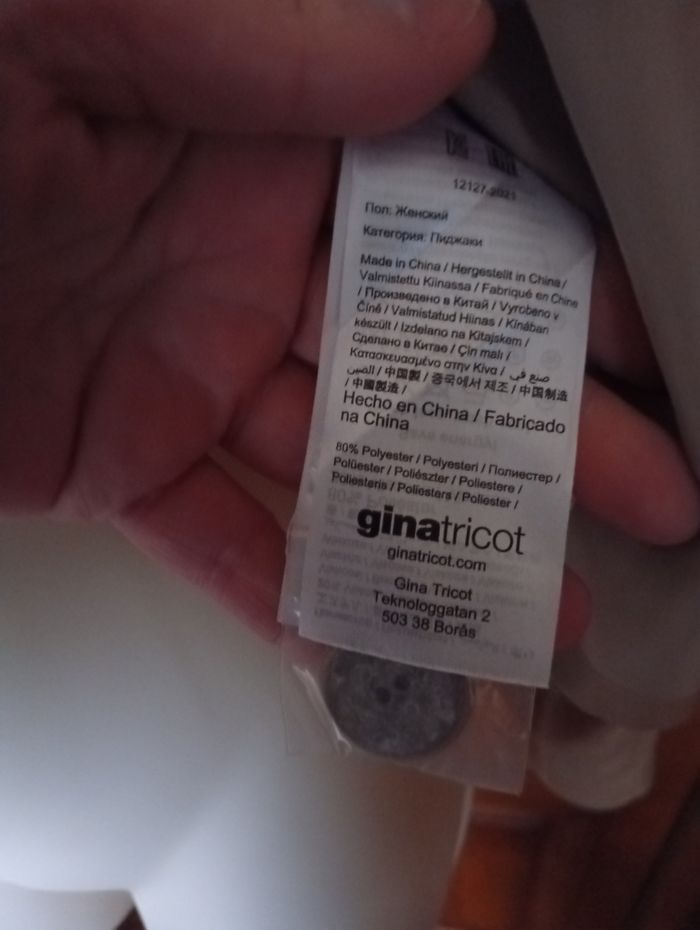 12127-2021
Пол: Женский
Категория: Пиджаки
Made in China / Hergestellt in China /
Valmistettu Kiinassa / Fabriqué en Chine
/ Произведено в Китай / Vyrobeno v
Číně / Valmistatud Hiinas / Kínában
készült / Izdelano na Kitajskem /
Сделано в Китае / Çin malı /
Κατασκευασμένο στην Κίνα / صنع في
الصين / 中国製 / 중국에서 제조 / 中国制造
/ 中國製造 /
Hecho en China / Fabricado
na China
80% Polyester / Polyesteri / Полиестер /
Polüester / Poliészter / Poliestere /
Poliesteris / Poliesters / Poliester /
ginatricot
ginatricot.com
Gina Tricot
Teknologgatan 2
503 38 Borås